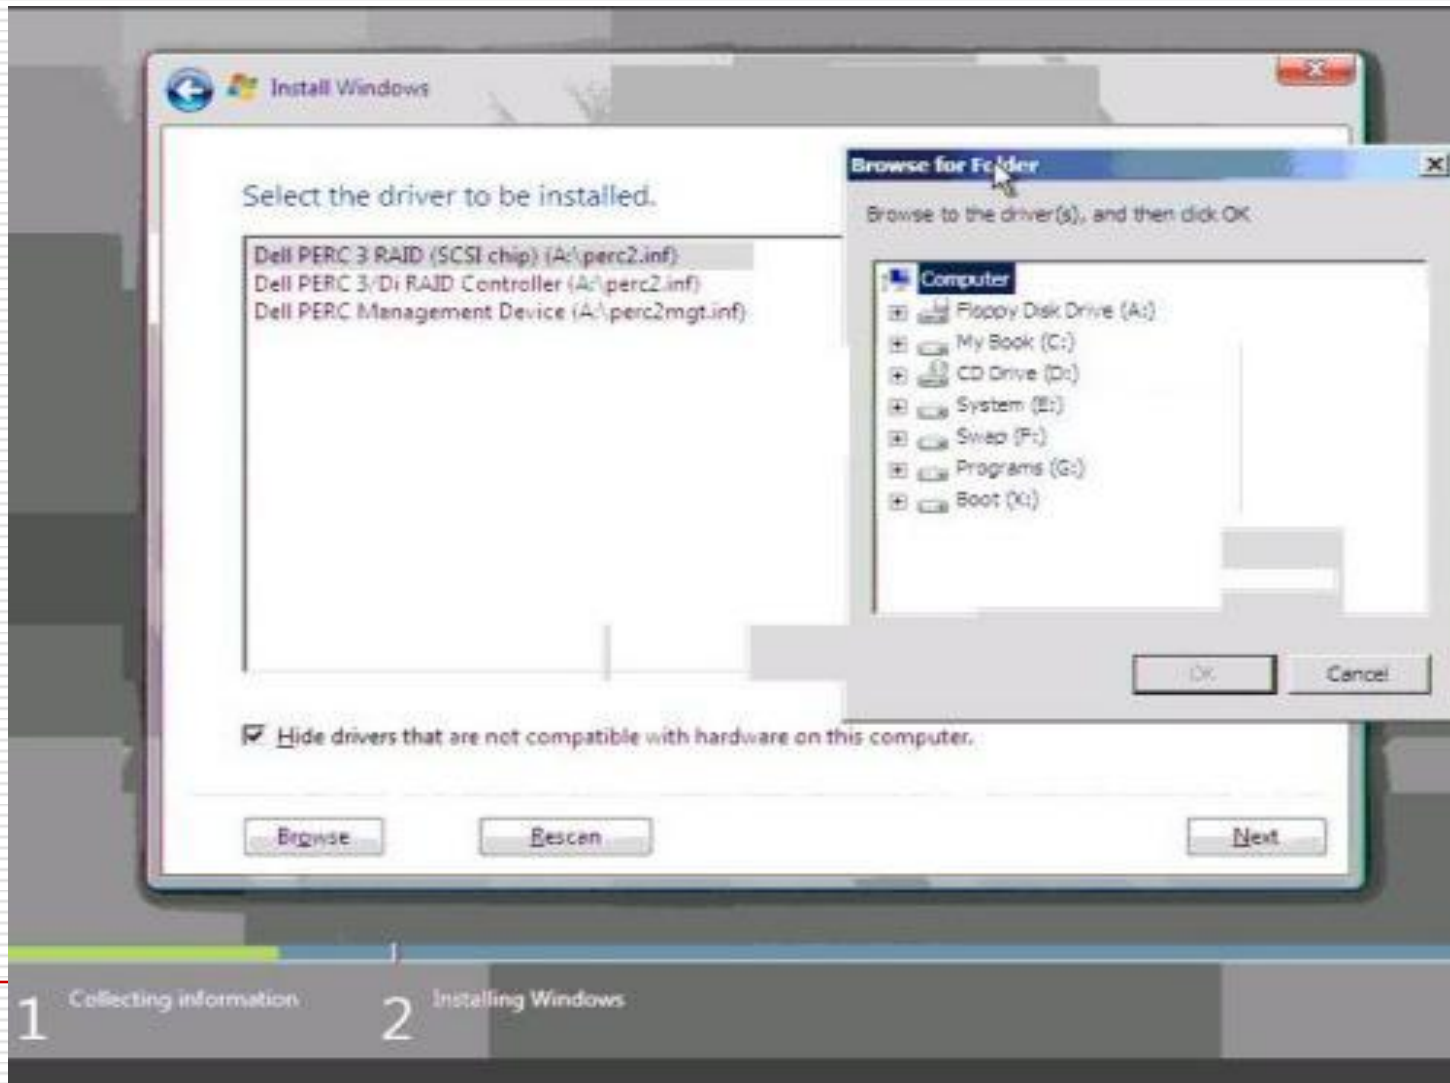 Install Windows
Select the driver to be installed.
Dell PERC 3 RAID (SCSI chip) (A:\perc2.inf)
Dell PERC 3/Di RAID Controller (A:\perc2.inf)
Dell PERC Management Device (A:\perc2mgt.inf)
Hide drivers that are not compatible with hardware on this computer.
Browse
Rescan
Next
Browse for Folder
Browse to the driver(s), and then click OK
Computer
Floppy Disk Drive (A:)
My Book (C:)
CD Drive (D:)
System (E:)
Swap (F:)
Programs (G:)
Boot (X:)
OK
Cancel
1 Collecting information
2 Installing Windows